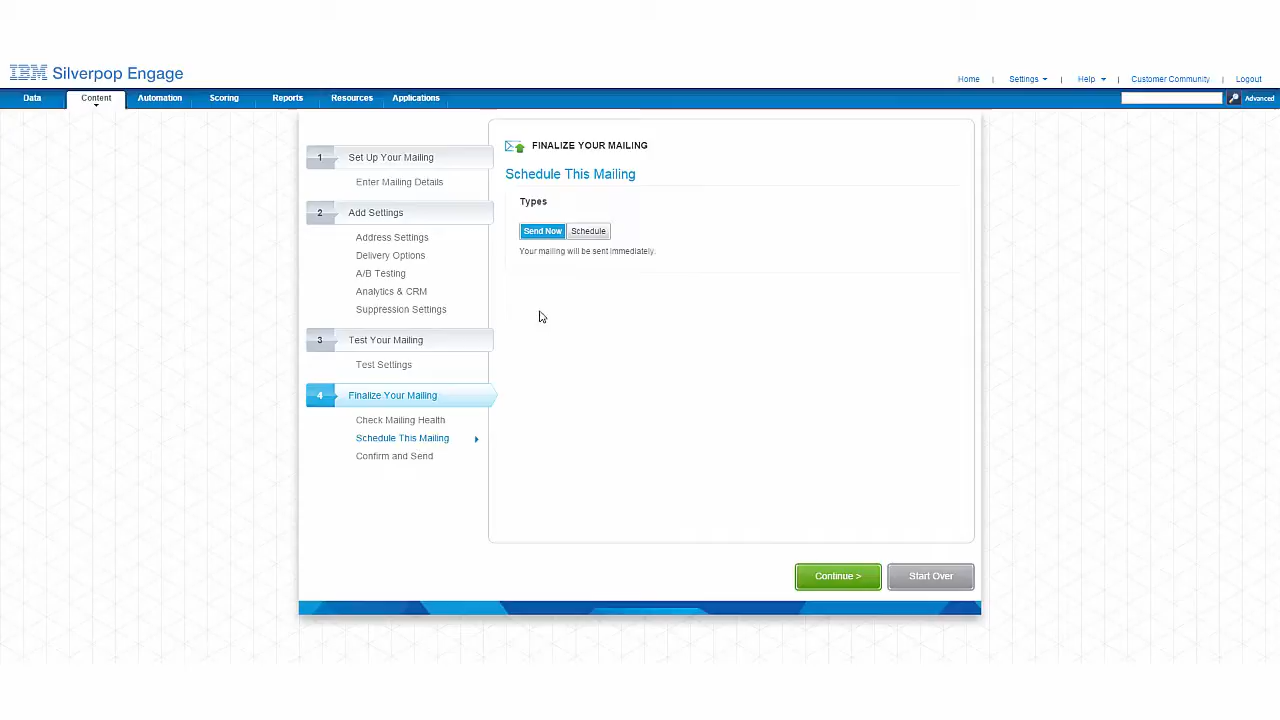 IBM Silverpop Engage
Home | Settings | Help | Customer Community | Logout
Data Content Automation Scoring Reports Resources Applications Advanced
1 Set Up Your Mailing
Enter Mailing Details
2 Add Settings
Address Settings
Delivery Options
A/B Testing
Analytics & CRM
Suppression Settings
3 Test Your Mailing
Test Settings
4 Finalize Your Mailing
Check Mailing Health
Schedule This Mailing
Confirm and Send
FINALIZE YOUR MAILING
Schedule This Mailing
Types
Send Now Schedule
Your mailing will be sent immediately.
Continue > Start Over